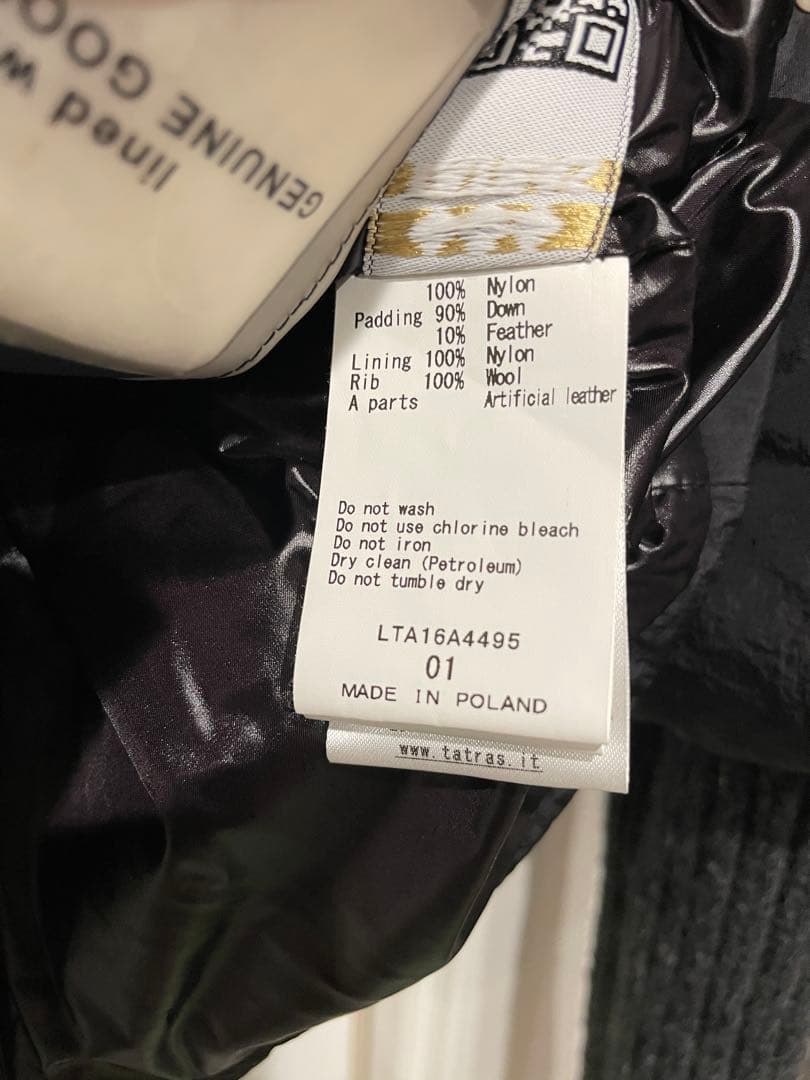 lined w
GENUINE GOO
100% Nylon
Padding 90% Down
10% Feather
Lining 100% Nylon
Rib 100% Wool
A parts Artificial leather
Do not wash
Do not use chlorine bleach
Do not iron
Dry clean (Petroleum)
Do not tumble dry
LTA16A4495
01
MADE IN POLAND
www.tatras.it